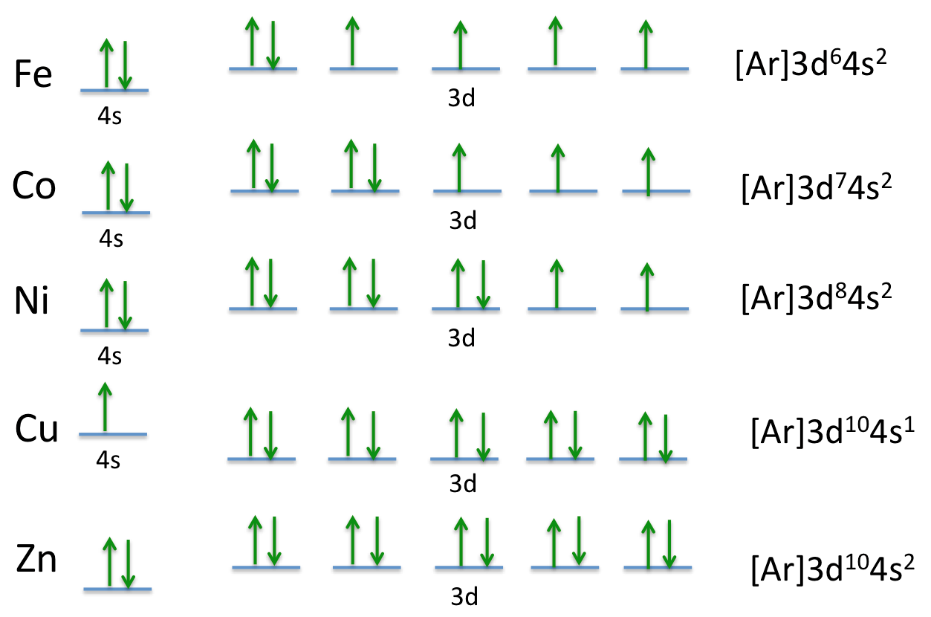 Fe 4s 3d [Ar]3d⁶4s²
Co 4s 3d [Ar]3d⁷4s²
Ni 4s 3d [Ar]3d⁸4s²
Cu 4s 3d [Ar]3d¹⁰4s¹
Zn 3d [Ar]3d¹⁰4s²